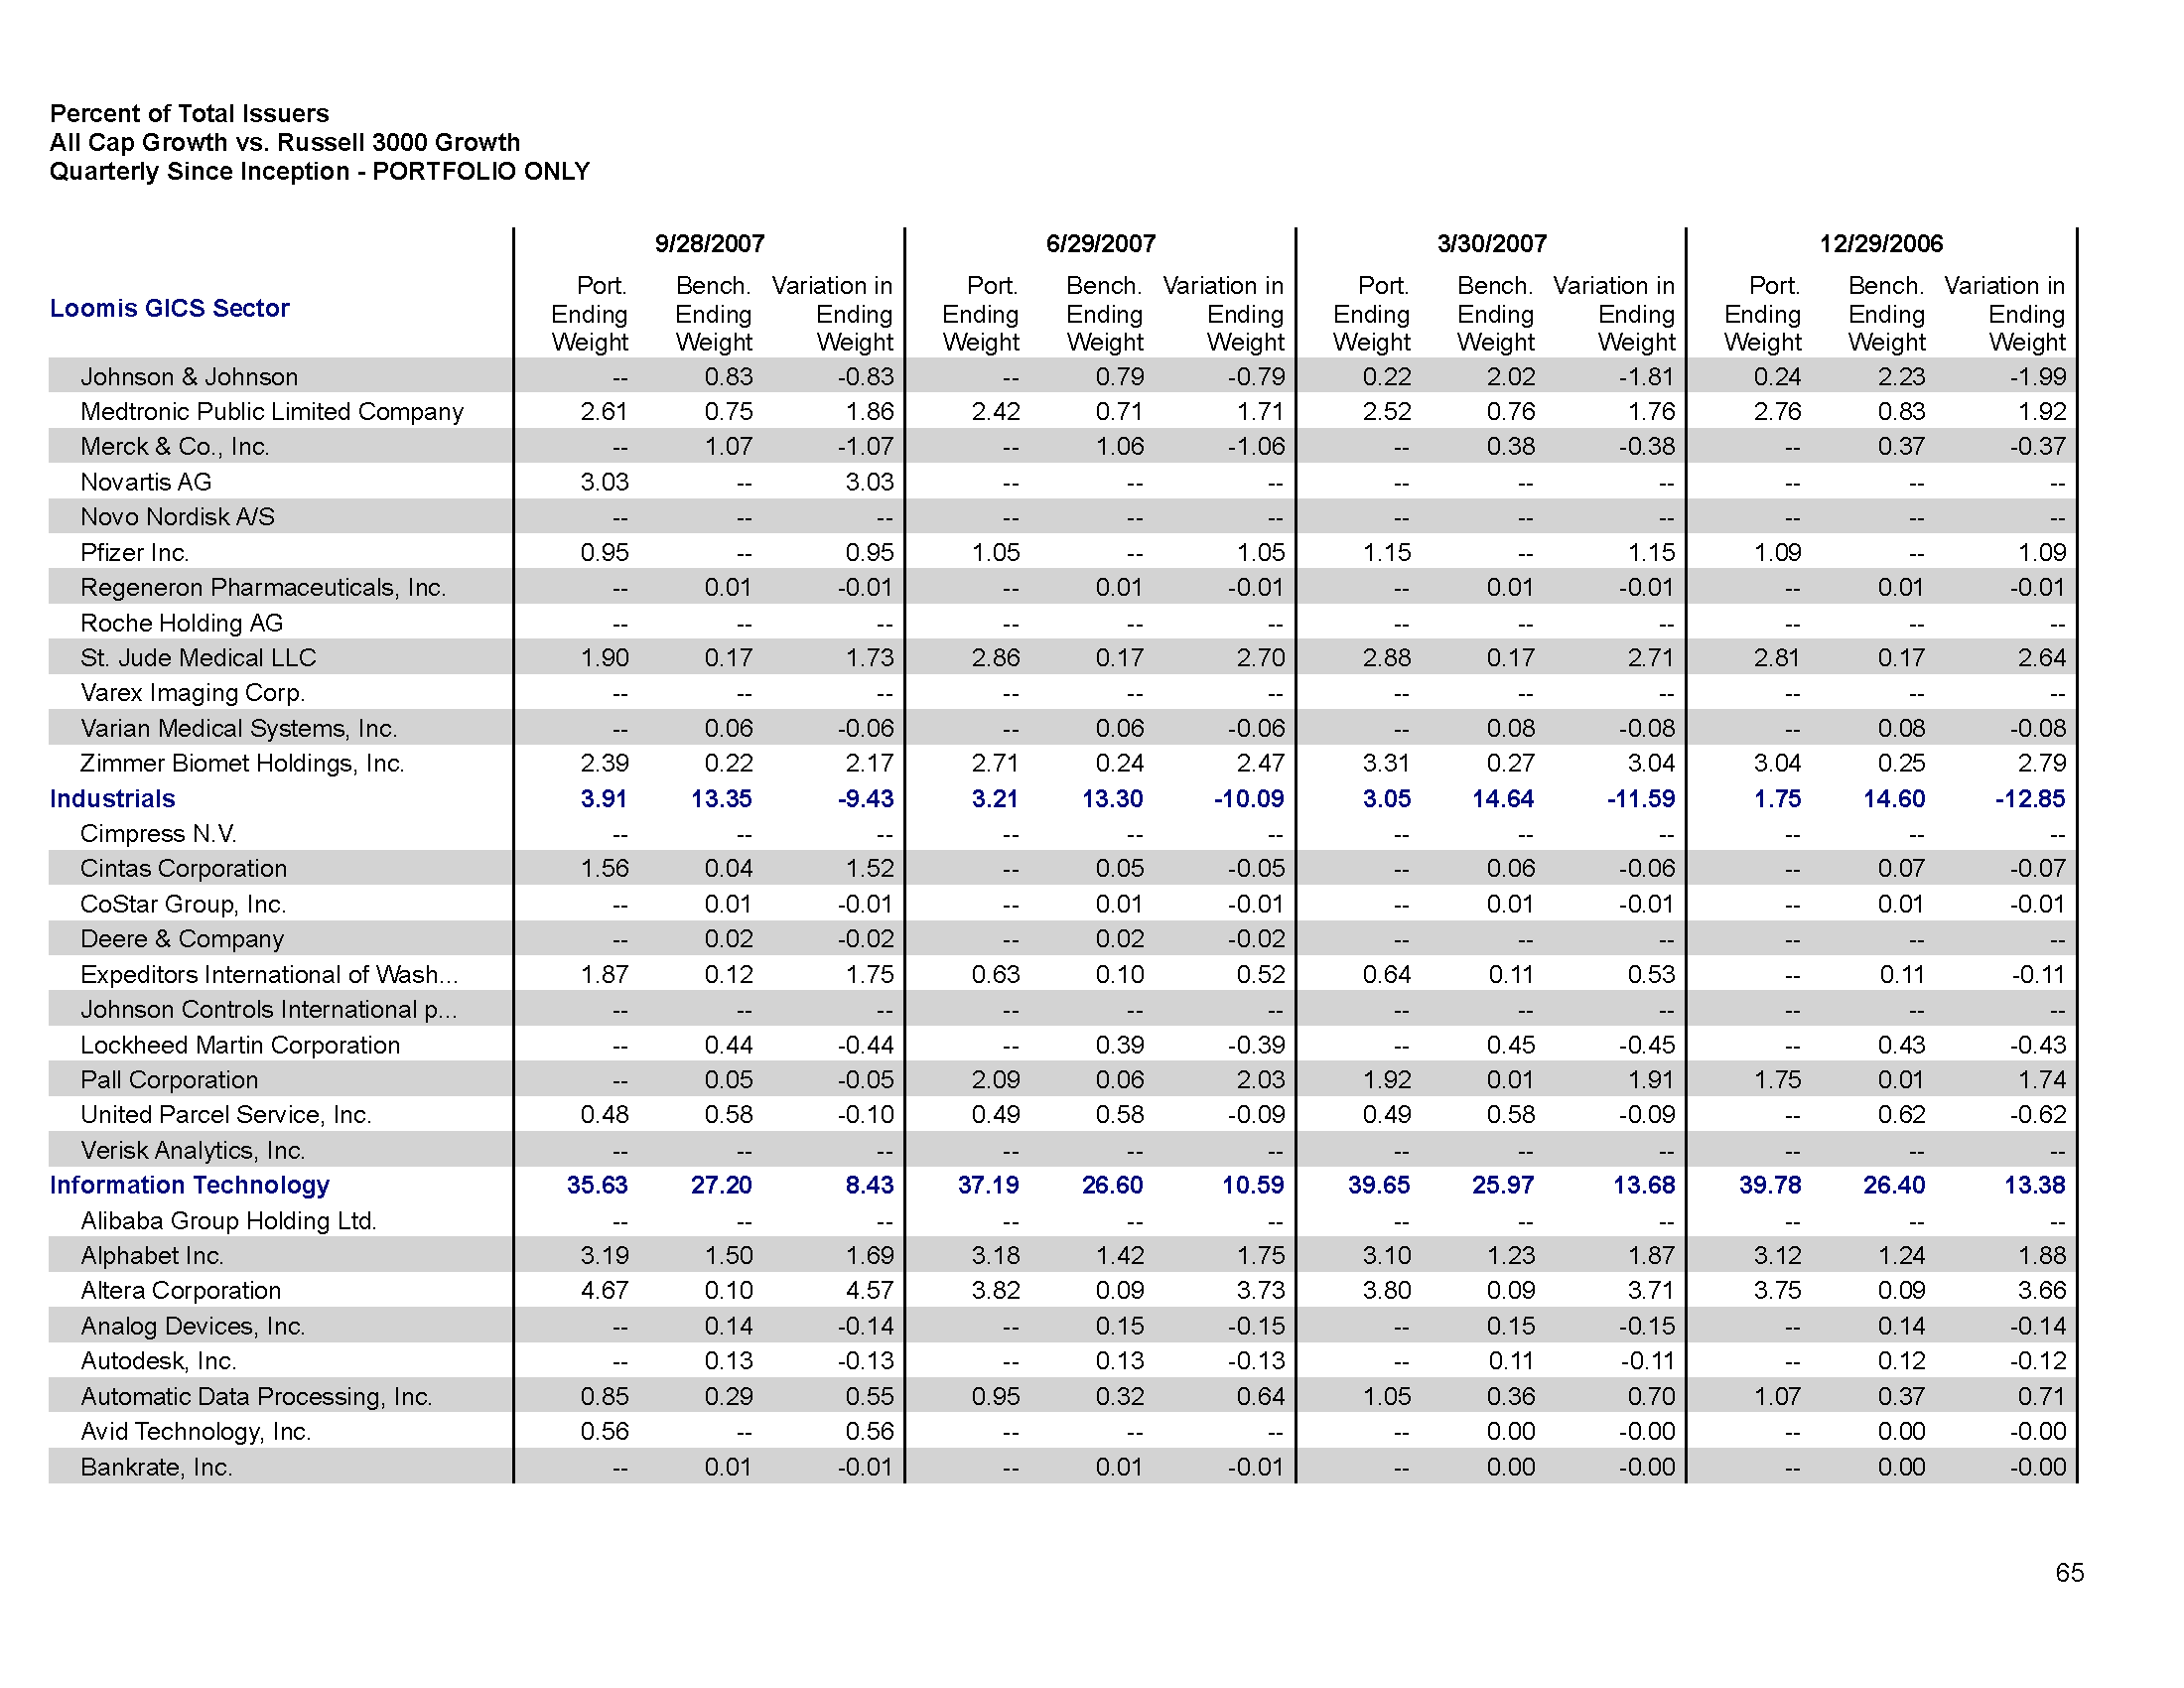 Percent of Total Issuers
All Cap Growth vs. Russell 3000 Growth
Quarterly Since Inception - PORTFOLIO ONLY
9/28/2007 6/29/2007 3/30/2007 12/29/2006
Loomis GICS Sector Port. Ending Weight Bench. Ending Weight Variation in Ending Weight Port. Ending Weight Bench. Ending Weight Variation in Ending Weight Port. Ending Weight Bench. Ending Weight Variation in Ending Weight Port. Ending Weight Bench. Ending Weight Variation in Ending Weight
Johnson & Johnson -- 0.83 -0.83 -- 0.79 -0.79 0.22 2.02 -1.81 0.24 2.23 -1.99
Medtronic Public Limited Company 2.61 0.75 1.86 2.42 0.71 1.71 2.52 0.76 1.76 2.76 0.83 1.92
Merck & Co., Inc. -- 1.07 -1.07 -- 1.06 -1.06 -- 0.38 -0.38 -- 0.37 -0.37
Novartis AG 3.03 -- 3.03 -- -- -- -- -- -- -- -- --
Novo Nordisk A/S -- -- -- -- -- -- -- -- -- -- -- --
Pfizer Inc. 0.95 -- 0.95 1.05 -- 1.05 1.15 -- 1.15 1.09 -- 1.09
Regeneron Pharmaceuticals, Inc. -- 0.01 -0.01 -- 0.01 -0.01 -- 0.01 -0.01 -- 0.01 -0.01
Roche Holding AG -- -- -- -- -- -- -- -- -- -- -- --
St. Jude Medical LLC 1.90 0.17 1.73 2.86 0.17 2.70 2.88 0.17 2.71 2.81 0.17 2.64
Varex Imaging Corp. -- -- -- -- -- -- -- -- -- -- -- --
Varian Medical Systems, Inc. -- 0.06 -0.06 -- 0.06 -0.06 -- 0.08 -0.08 -- 0.08 -0.08
Zimmer Biomet Holdings, Inc. 2.39 0.22 2.17 2.71 0.24 2.47 3.31 0.27 3.04 3.04 0.25 2.79
Industrials 3.91 13.35 -9.43 3.21 13.30 -10.09 3.05 14.64 -11.59 1.75 14.60 -12.85
Cimpress N.V. -- -- -- -- -- -- -- -- -- -- -- --
Cintas Corporation 1.56 0.04 1.52 -- 0.05 -0.05 -- 0.06 -0.06 -- 0.07 -0.07
CoStar Group, Inc. -- 0.01 -0.01 -- 0.01 -0.01 -- 0.01 -0.01 -- 0.01 -0.01
Deere & Company -- 0.02 -0.02 -- 0.02 -0.02 -- -- -- -- -- --
Expeditors International of Wash... 1.87 0.12 1.75 0.63 0.10 0.52 0.64 0.11 0.53 -- 0.11 -0.11
Johnson Controls International p... -- -- -- -- -- -- -- -- -- -- -- --
Lockheed Martin Corporation -- 0.44 -0.44 -- 0.39 -0.39 -- 0.45 -0.45 -- 0.43 -0.43
Pall Corporation -- 0.05 -0.05 2.09 0.06 2.03 1.92 0.01 1.91 1.75 0.01 1.74
United Parcel Service, Inc. 0.48 0.58 -0.10 0.49 0.58 -0.09 0.49 0.58 -0.09 -- 0.62 -0.62
Verisk Analytics, Inc. -- -- -- -- -- -- -- -- -- -- -- --
Information Technology 35.63 27.20 8.43 37.19 26.60 10.59 39.65 25.97 13.68 39.78 26.40 13.38
Alibaba Group Holding Ltd. -- -- -- -- -- -- -- -- -- -- -- --
Alphabet Inc. 3.19 1.50 1.69 3.18 1.42 1.75 3.10 1.23 1.87 3.12 1.24 1.88
Altera Corporation 4.67 0.10 4.57 3.82 0.09 3.73 3.80 0.09 3.71 3.75 0.09 3.66
Analog Devices, Inc. -- 0.14 -0.14 -- 0.15 -0.15 -- 0.15 -0.15 -- 0.14 -0.14
Autodesk, Inc. -- 0.13 -0.13 -- 0.13 -0.13 -- 0.11 -0.11 -- 0.12 -0.12
Automatic Data Processing, Inc. 0.85 0.29 0.55 0.95 0.32 0.64 1.05 0.36 0.70 1.07 0.37 0.71
Avid Technology, Inc. 0.56 -- 0.56 -- -- -- -- 0.00 -0.00 -- 0.00 -0.00
Bankrate, Inc. -- 0.01 -0.01 -- 0.01 -0.01 -- 0.00 -0.00 -- 0.00 -0.00
65